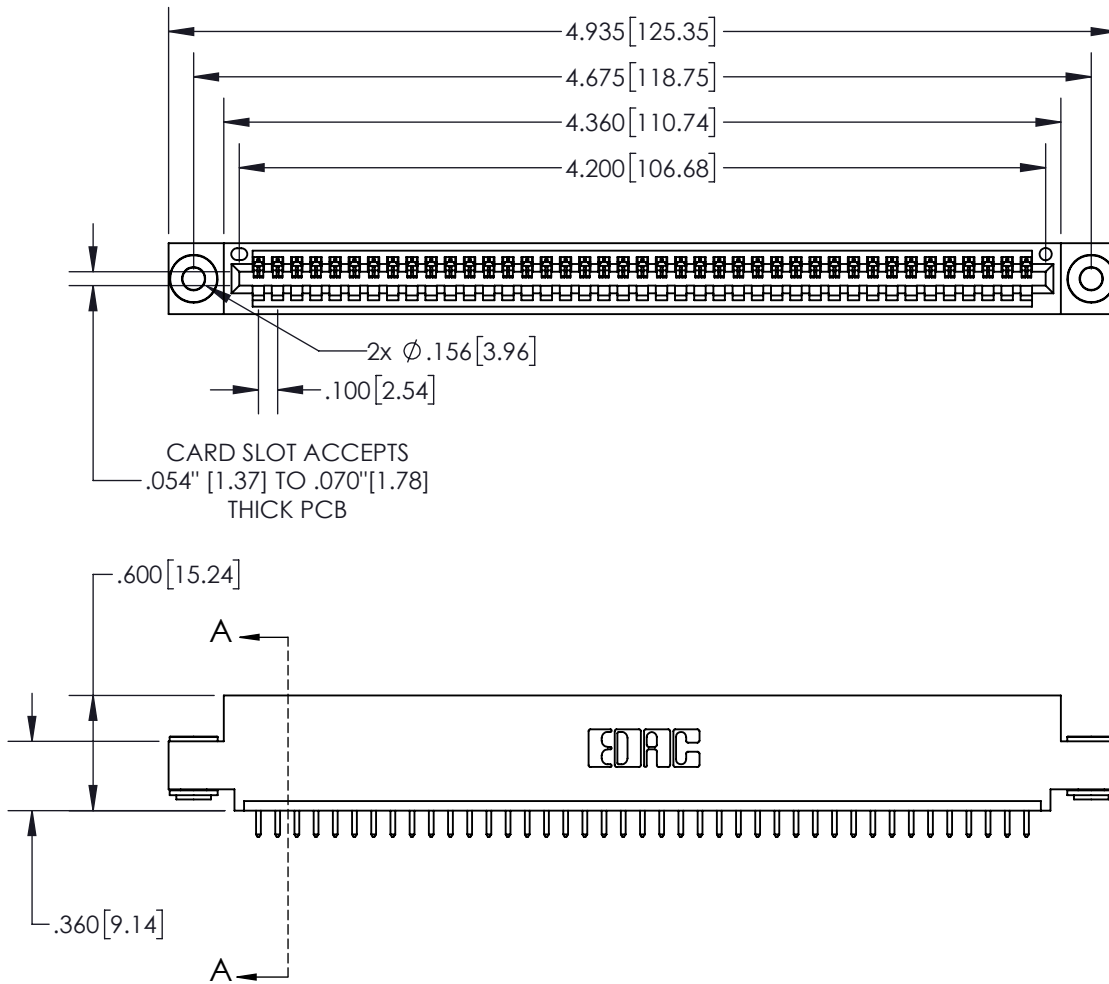 4.935[125.35]
4.675[118.75]
4.360[110.74]
4.200[106.68]
2x Ø.156[3.96]
.100[2.54]
CARD SLOT ACCEPTS
.054" [1.37] TO .070"[1.78]
THICK PCB
.600[15.24]
A
EDAC
.360[9.14]
A